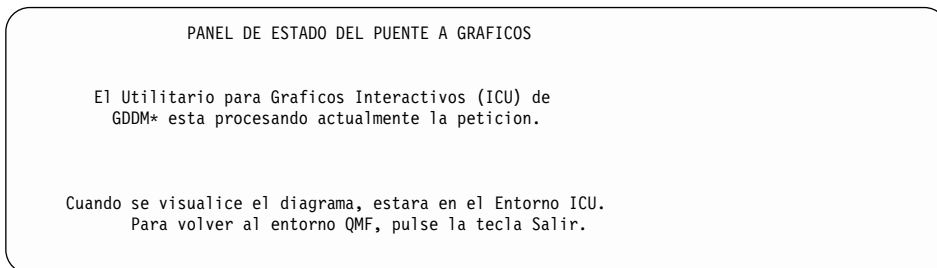 PANEL DE ESTADO DEL PUENTE A GRAFICOS
El Utilitario para Graficos Interactivos (ICU) de
GDDM* esta procesando actualmente la peticion.
Cuando se visualice el diagrama, estara en el Entorno ICU.
Para volver al entorno QMF, pulse la tecla Salir.